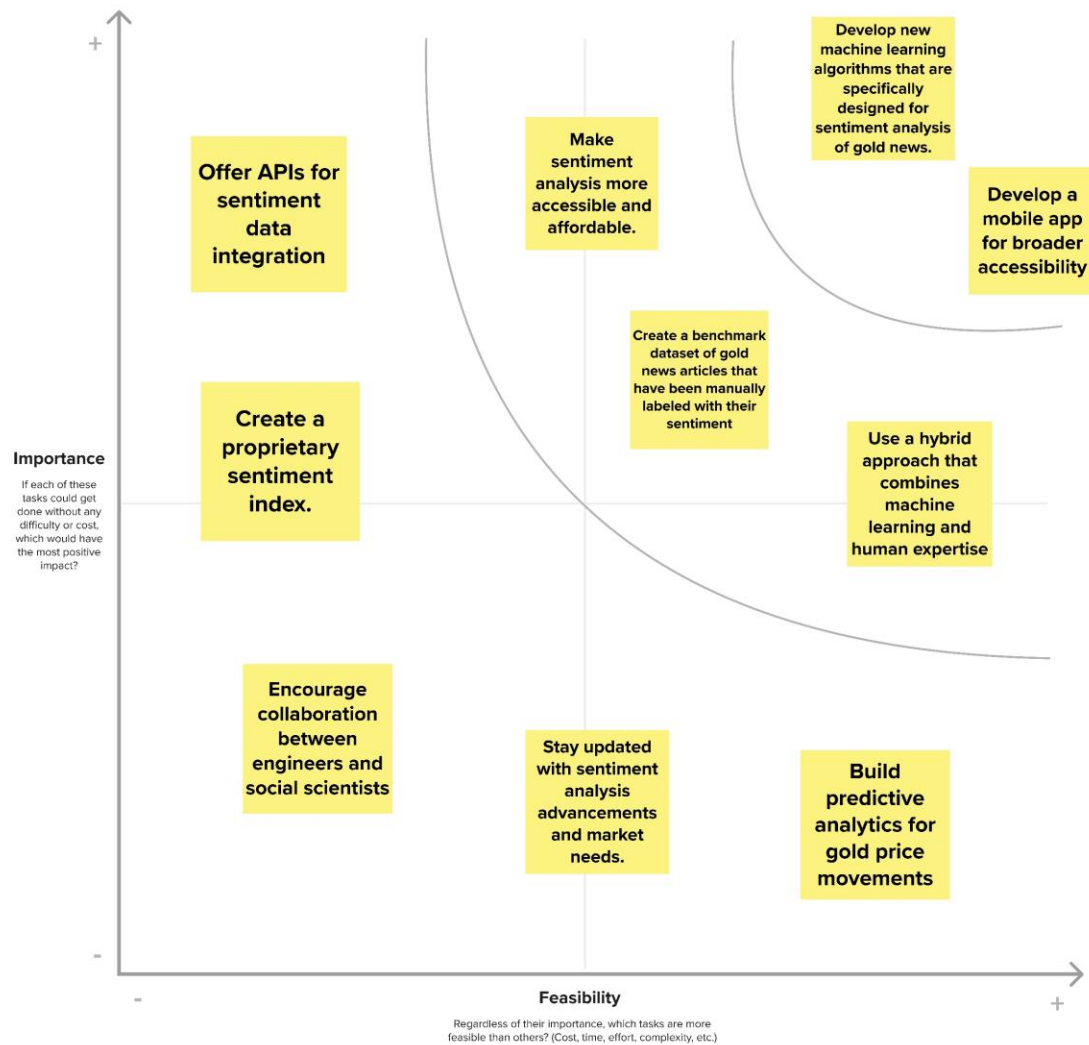 +
Develop new
machine learning
algorithms that are
specifically
designed for
sentiment analysis
of gold news.
Make
sentiment
analysis more
accessible and
affordable.
Offer APIs for
sentiment
data
integration
Develop a
mobile app
for broader
accessibility
Create a benchmark
dataset of gold
news articles that
have been manually
labeled with their
sentiment
Create a
proprietary
sentiment
index.
Use a hybrid
approach that
combines
machine
learning and
human expertise
Importance
If each of these
tasks could get
done without any
difficulty or cost,
which would have
the most positive
impact?
Encourage
collaboration
between
engineers and
social scientists
Stay updated
with sentiment
analysis
advancements
and market
needs.
Build
predictive
analytics for
gold price
movements
-
-
Feasibility
+
Regardless of their importance, which tasks are more
feasible than others? (Cost, time, effort, complexity, etc.)